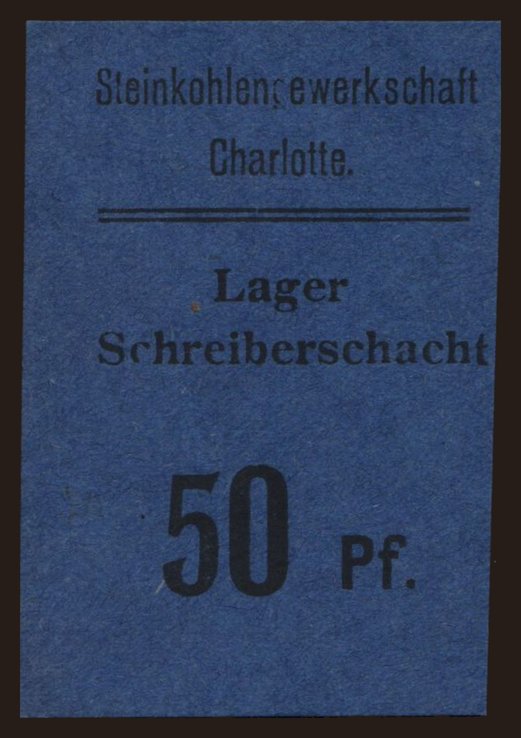 Steinkohlengewerkschaft
Charlotte.
Lager
Schreiberschacht
50 Pf.